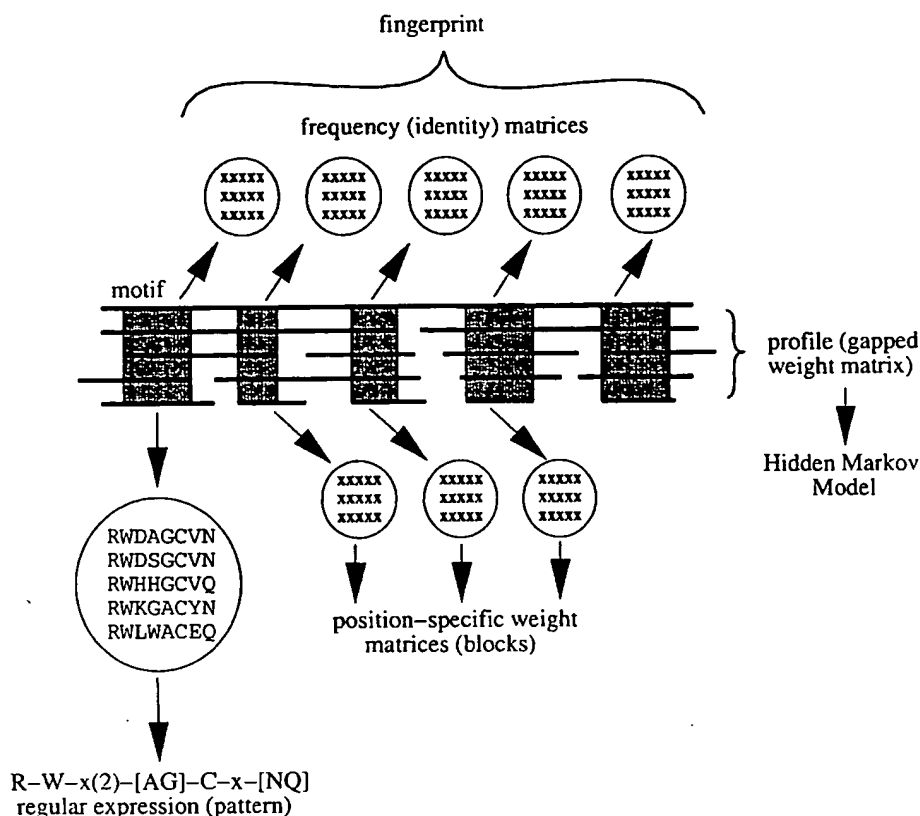 fingerprint
frequency (identity) matrices
xxxxx xxxxx xxxxx xxxxx xxxxx
xxxxx xxxxx xxxxx xxxxx xxxxx
xxxxx xxxxx xxxxx xxxxx xxxxx
motif
profile (gapped
weight matrix)
Hidden Markov
Model
xxxxx xxxxx xxxxx
xxxxx xxxxx xxxxx
xxxxx xxxxx xxxxx
RWDAGCVN
RWDSGCVN
RWHHGCVQ
RWKGACYN
RWLWACEQ
position-specific weight
matrices (blocks)
R-W-x(2)-[AG]-C-x-[NQ]
regular expression (pattern)